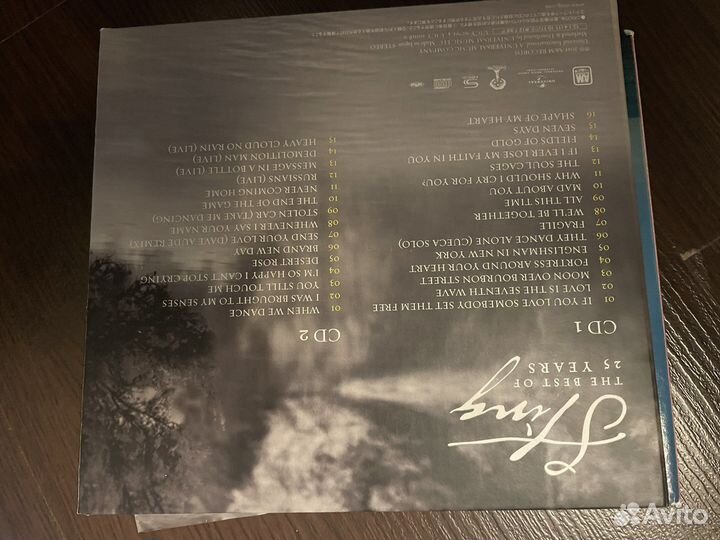 Sting
THE BEST OF
25 YEARS
CD 1
01 IF YOU LOVE SOMEBODY SET THEM FREE
02 LOVE IS THE SEVENTH WAVE
03 MOON OVER BOURBON STREET
04 FORTRESS AROUND YOUR HEART
05 ENGLISHMAN IN NEW YORK
06 THEY DANCE ALONE (CUECA SOLO)
07 FRAGILE
08 WE'LL BE TOGETHER
09 ALL THIS TIME
10 MAD ABOUT YOU
11 WHY SHOULD I CRY FOR YOU?
12 THE SOUL CAGES
13 IF I EVER LOSE MY FAITH IN YOU
14 FIELDS OF GOLD
15 SEVEN DAYS
16 SHAPE OF MY HEART
CD 2
01 WHEN WE DANCE
02 I WAS BROUGHT TO MY SENSES
03 YOU STILL TOUCH ME
04 I'M SO HAPPY I CAN'T STOP CRYING
05 DESERT ROSE
06 BRAND NEW DAY
07 SEND YOUR LOVE (DAVE AUDE REMIX)
08 WHENEVER I SAY YOUR NAME
09 STOLEN CAR (TAKE ME DANCING)
10 THE END OF THE GAME
11 NEVER COMING HOME
12 RUSSIANS (LIVE)
13 MESSAGE IN A BOTTLE (LIVE)
14 DEMOLITION MAN (LIVE)
15 HEAVY CLOUD NO RAIN (LIVE)
AM
UNIVERSAL
A UNIVERSAL MUSIC COMPANY
STEREO
Avito